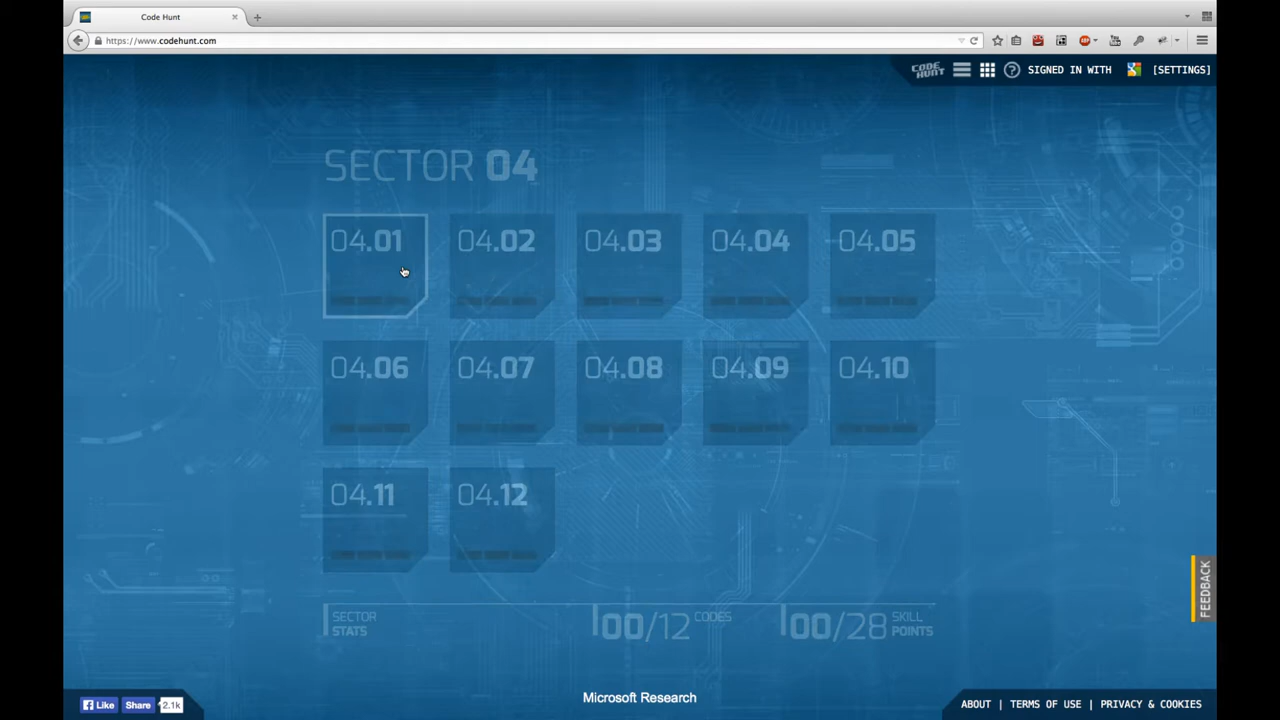 Code Hunt
https://www.codehunt.com
CODE HUNT
SIGNED IN WITH
[SETTINGS]
SECTOR 04
04.01 04.02 04.03 04.04 04.05
04.06 04.07 04.08 04.09 04.10
04.11 04.12
SECTOR STATS
00/12 CODES
00/28 SKILL POINTS
FEEDBACK
Like Share 2.1k
Microsoft Research
ABOUT | TERMS OF USE | PRIVACY & COOKIES